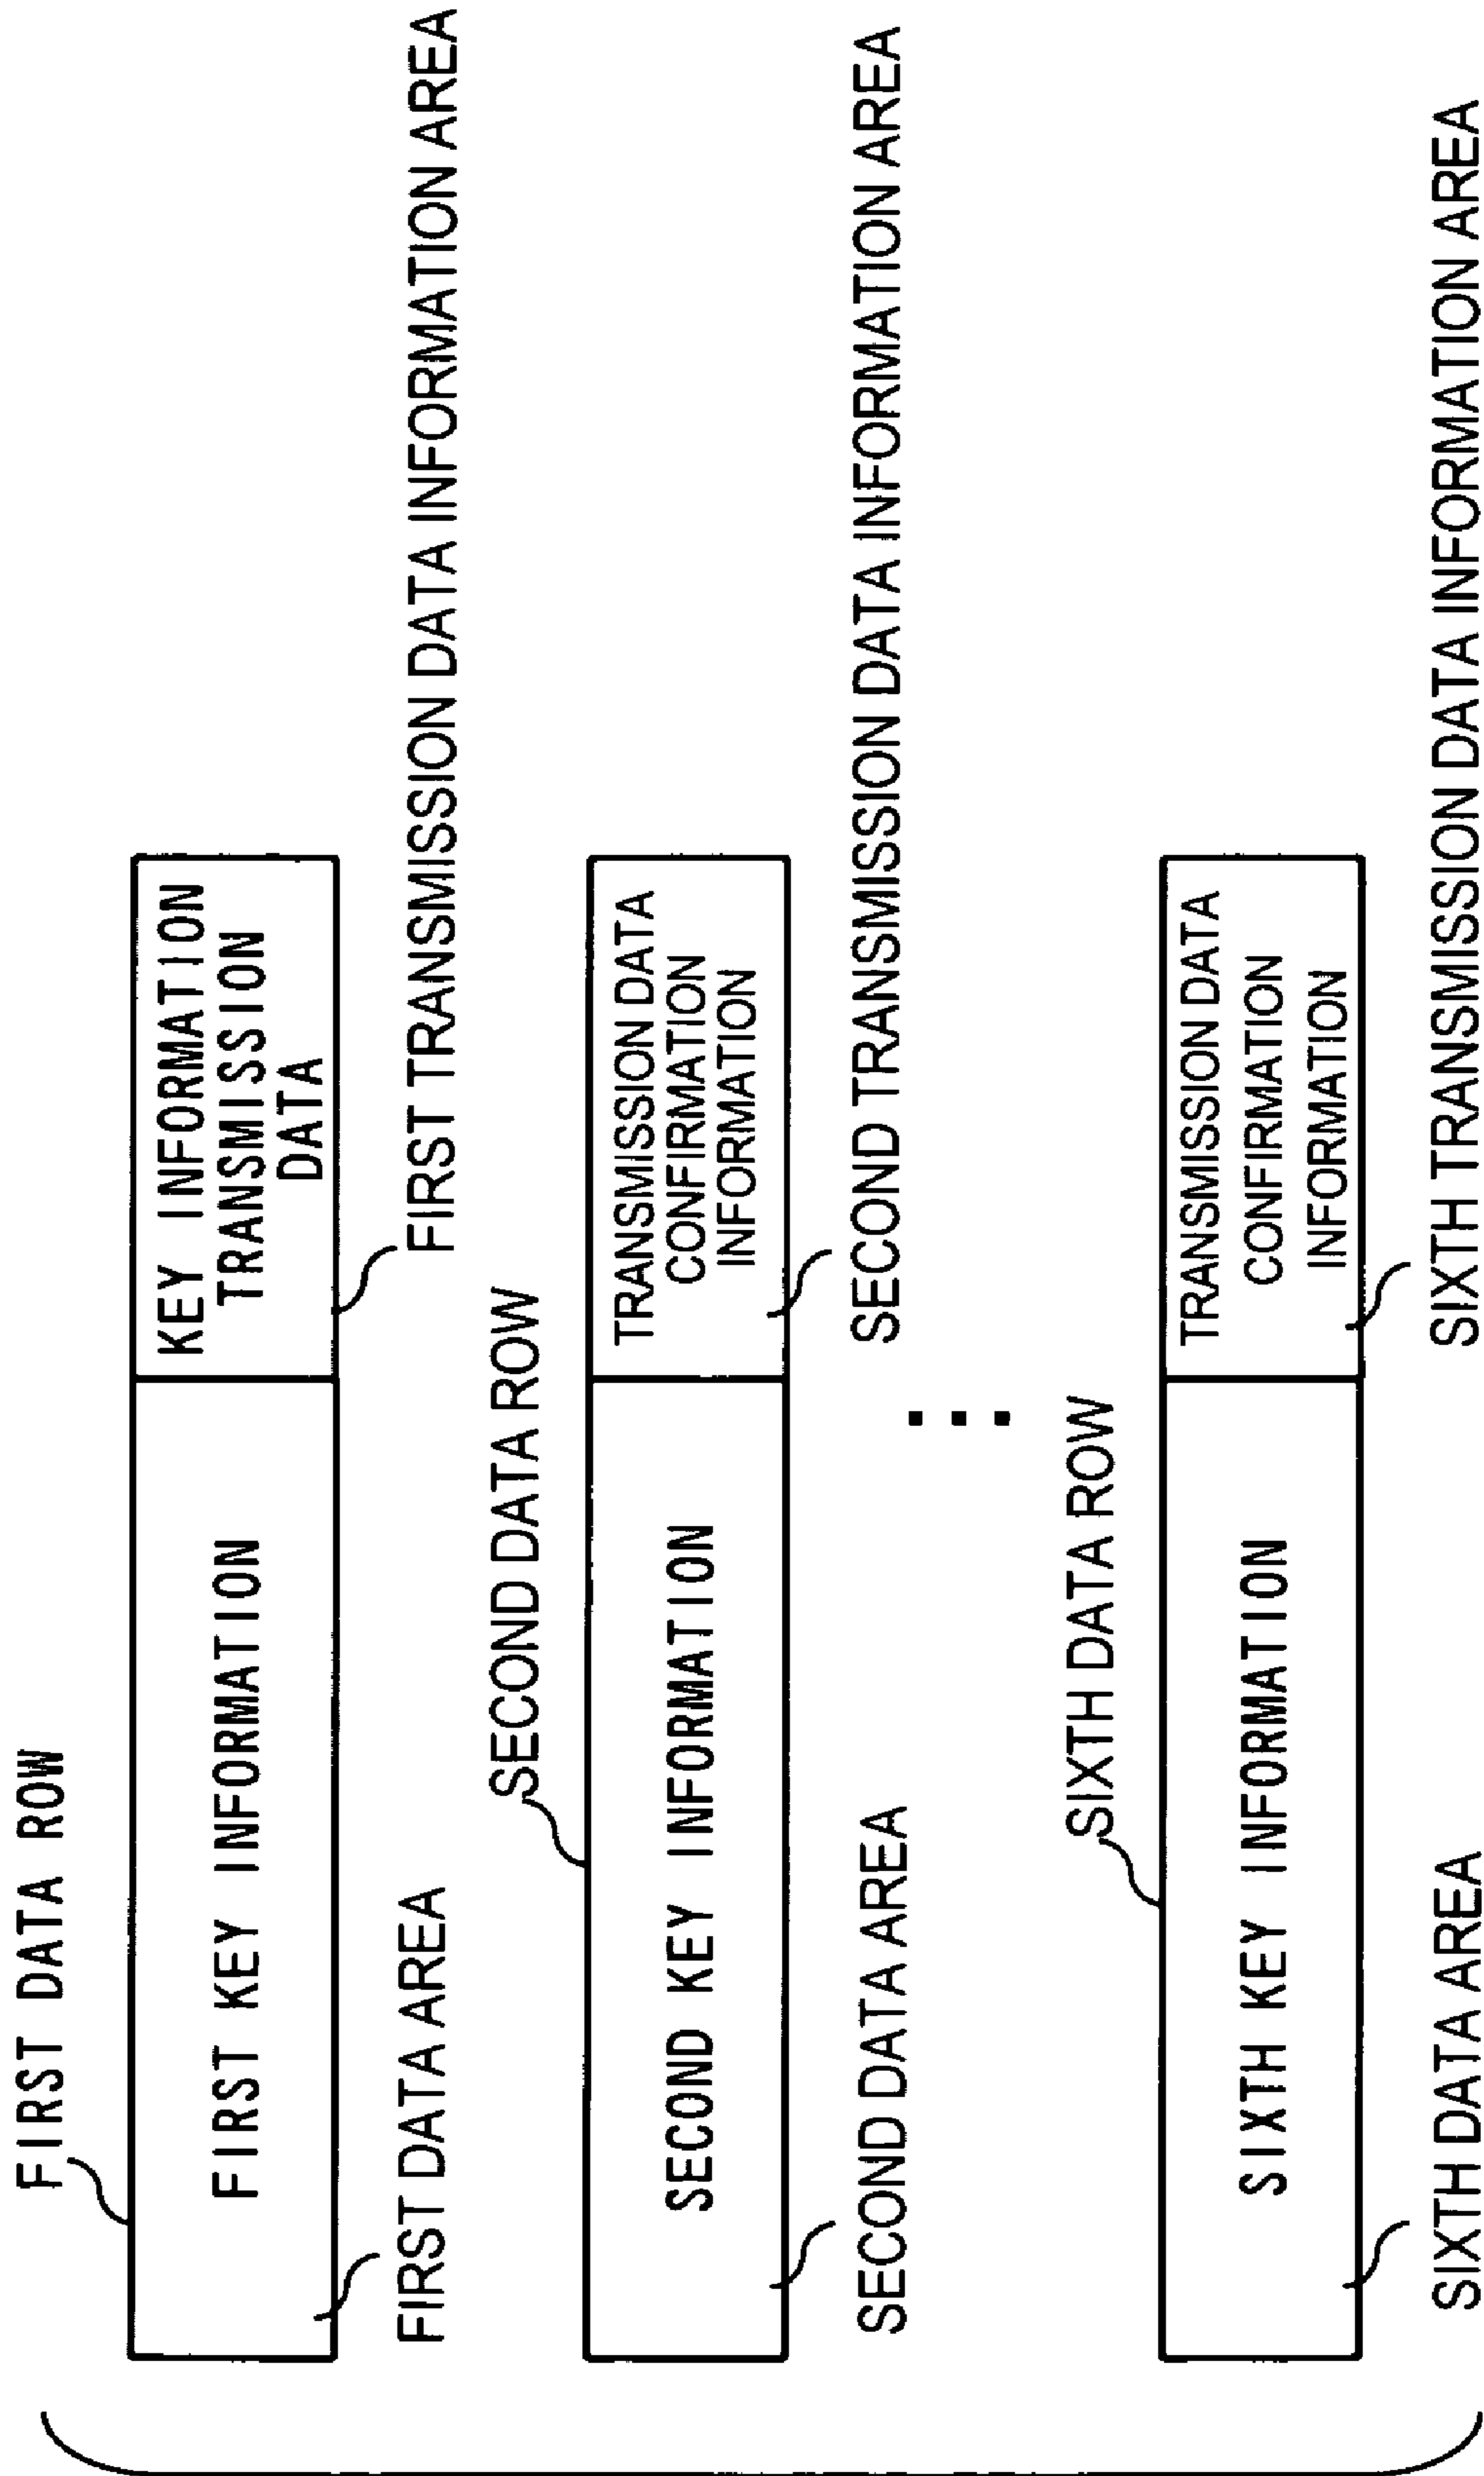 FIRST DATA ROW
FIRST KEY INFORMATION
KEY INFORMATION
TRANSMISSION
DATA
FIRST DATA AREA
FIRST TRANSMISSION DATA INFORMATION AREA
SECOND DATA ROW
SECOND KEY INFORMATION
TRANSMISSION DATA
CONFIRMATION
INFORMATION
SECOND DATA AREA
SECOND TRANSMISSION DATA INFORMATION AREA
SIXTH DATA ROW
SIXTH KEY INFORMATION
TRANSMISSION DATA
CONFIRMATION
INFORMATION
SIXTH DATA AREA
SIXTH TRANSMISSION DATA INFORMATION AREA